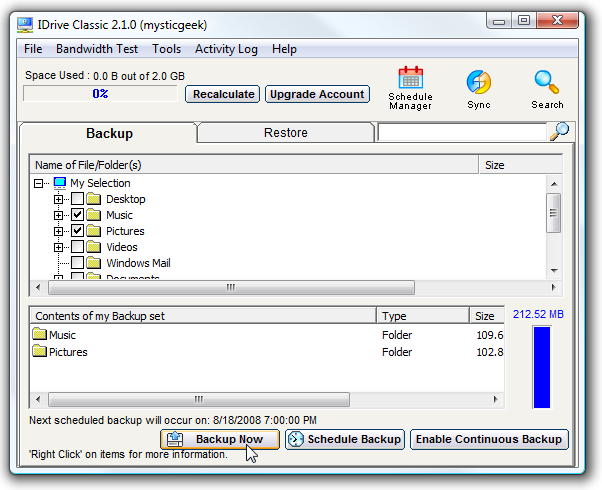 IDrive Classic 2.1.0 (mysticgeek)
File Bandwidth Test Tools Activity Log Help
Space Used : 0.0 B out of 2.0 GB
0%
Recalculate
Upgrade Account
Schedule
Manager
Sync
Search
Backup
Restore
Name of File/Folder(s) Size
My Selection
Desktop
Music
Pictures
Videos
Windows Mail
Documents
Contents of my Backup set Type Size
212.52 MB
Music Folder 109.6
Pictures Folder 102.8
Next scheduled backup will occur on: 8/18/2008 7:00:00 PM
Backup Now
Schedule Backup
Enable Continuous Backup
'Right Click' on items for more information.